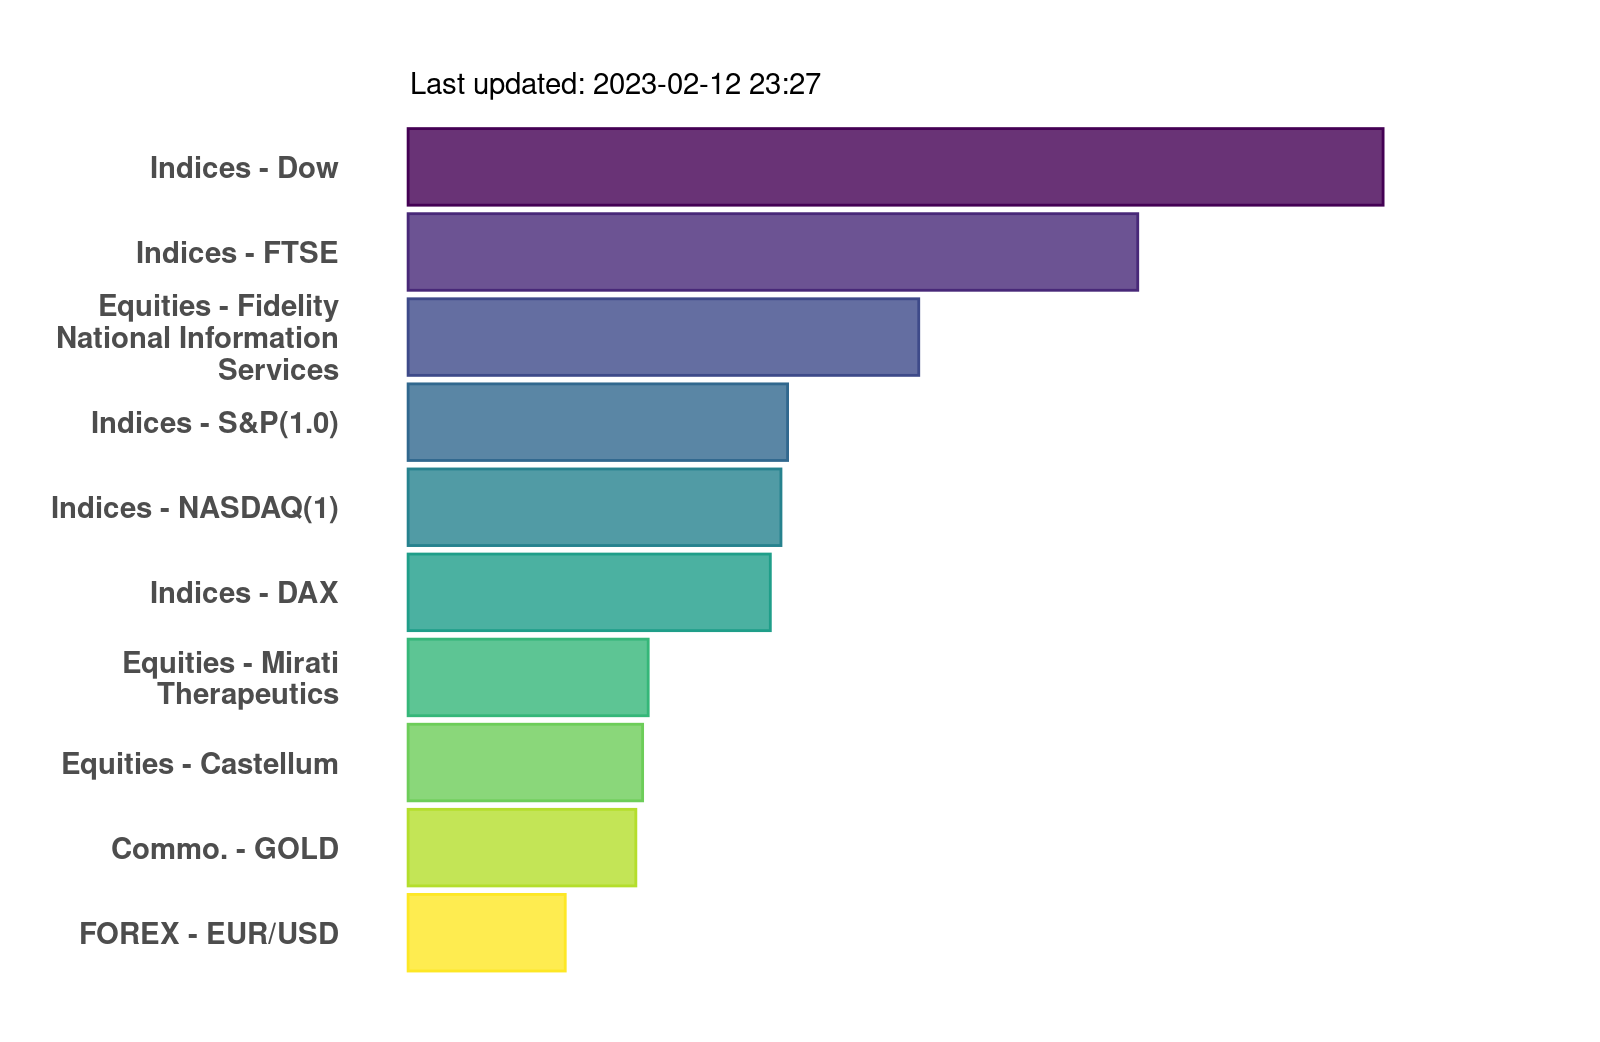 Last updated: 2023-02-12 23:27
Indices - Dow
Indices - FTSE
Equities - Fidelity
National Information
Services
Indices - S&P(1.0)
Indices - NASDAQ(1)
Indices - DAX
Equities - Mirati
Therapeutics
Equities - Castellum
Commo. - GOLD
FOREX - EUR/USD